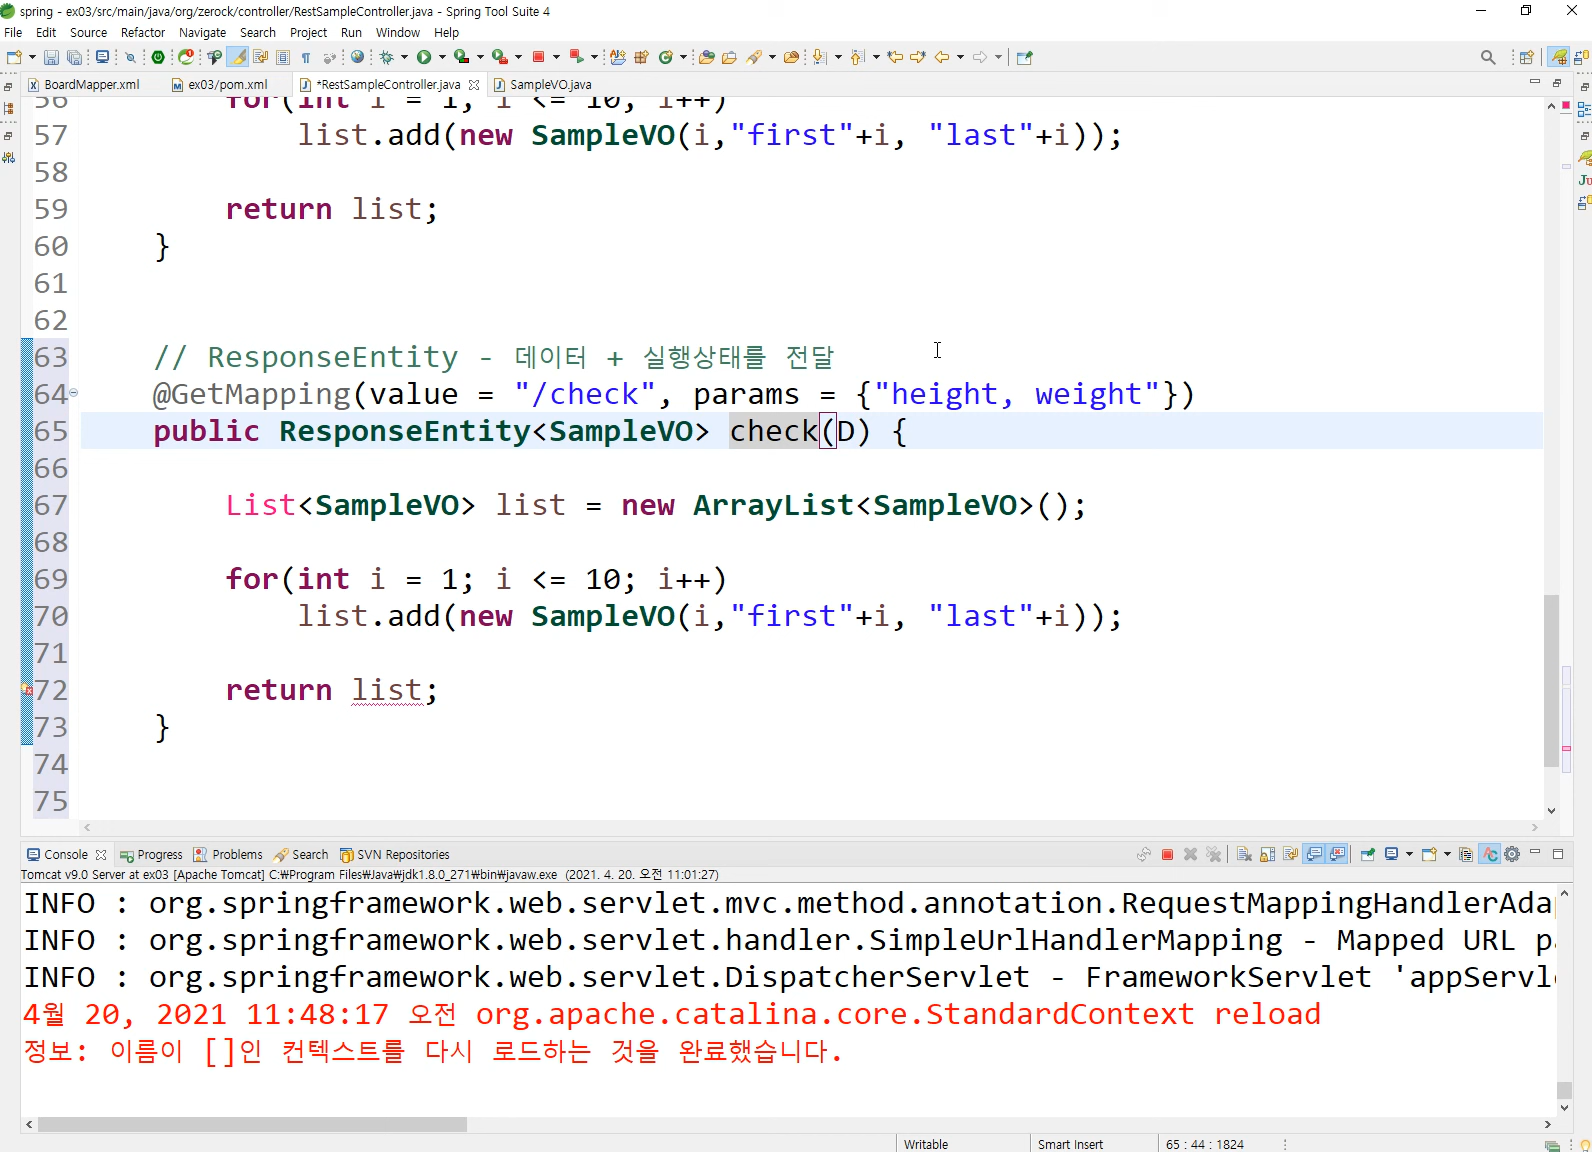 spring - ex03/src/main/java/org/zerock/controller/RestSampleController.java - Spring Tool Suite 4
File Edit Source Refactor Navigate Search Project Run Window Help
BoardMapper.xml ex03/pom.xml *RestSampleController.java SampleVO.java
56 for(int i = 1; i <= 10; i++)
57 list.add(new SampleVO(i,"first"+i, "last"+i));
58
59 return list;
60 }
61
62
63 // ResponseEntity - 데이터 + 실행상태를 전달
64 @GetMapping(value = "/check", params = {"height, weight"})
65 public ResponseEntity<SampleVO> check(D) {
66
67 List<SampleVO> list = new ArrayList<SampleVO>();
68
69 for(int i = 1; i <= 10; i++)
70 list.add(new SampleVO(i,"first"+i, "last"+i));
71
72 return list;
73 }
74
75
Console Progress Problems Search SVN Repositories
Tomcat v9.0 Server at ex03 [Apache Tomcat] C:₩Program Files₩Java₩jdk1.8.0_271₩bin₩javaw.exe (2021. 4. 20. 오전 11:01:27)
INFO : org.springframework.web.servlet.mvc.method.annotation.RequestMappingHandlerAda
INFO : org.springframework.web.servlet.handler.SimpleUrlHandlerMapping - Mapped URL p
INFO : org.springframework.web.servlet.DispatcherServlet - FrameworkServlet 'appServl
4월 20, 2021 11:48:17 오전 org.apache.catalina.core.StandardContext reload
정보: 이름이 []인 컨텍스트를 다시 로드하는 것을 완료했습니다.
Writable Smart Insert 65 : 44 : 1824